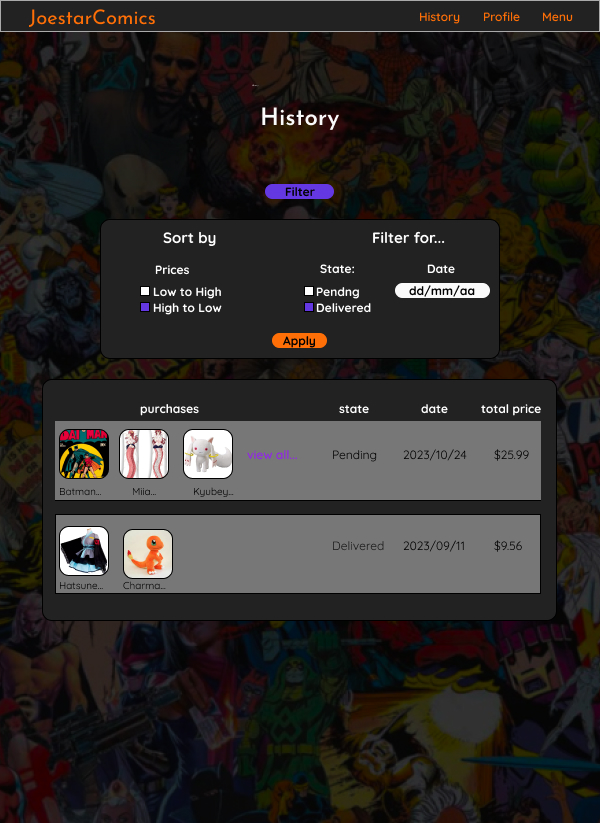 JoestarComics History Profile Menu
History
Filter
Sort by Filter for...
Prices State: Date
Low to High Pendng dd/mm/aa
High to Low Delivered
Apply
purchases state date total price
view all... Pending 2023/10/24 $25.99
Batman... Miia... Kyubey...
Delivered 2023/09/11 $9.56
Hatsune... Charma...